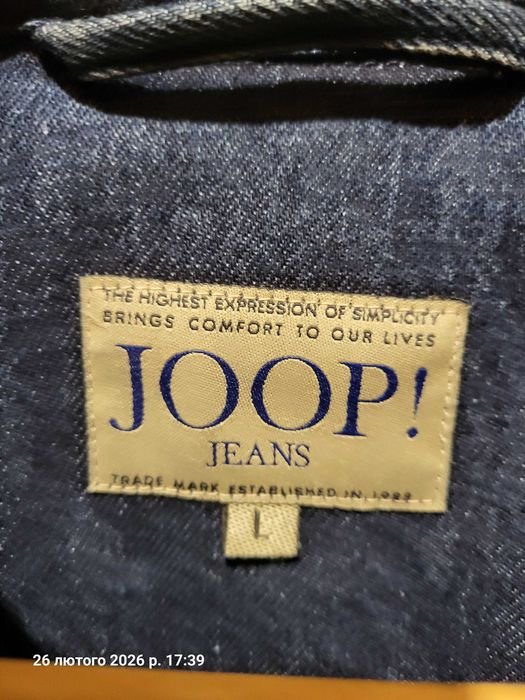 THE HIGHEST EXPRESSION OF SIMPLICITY
BRINGS COMFORT TO OUR LIVES
JOOP!
JEANS
TRADE MARK ESTABLISHED IN 1989
L
26 лютого 2026 р. 17:39